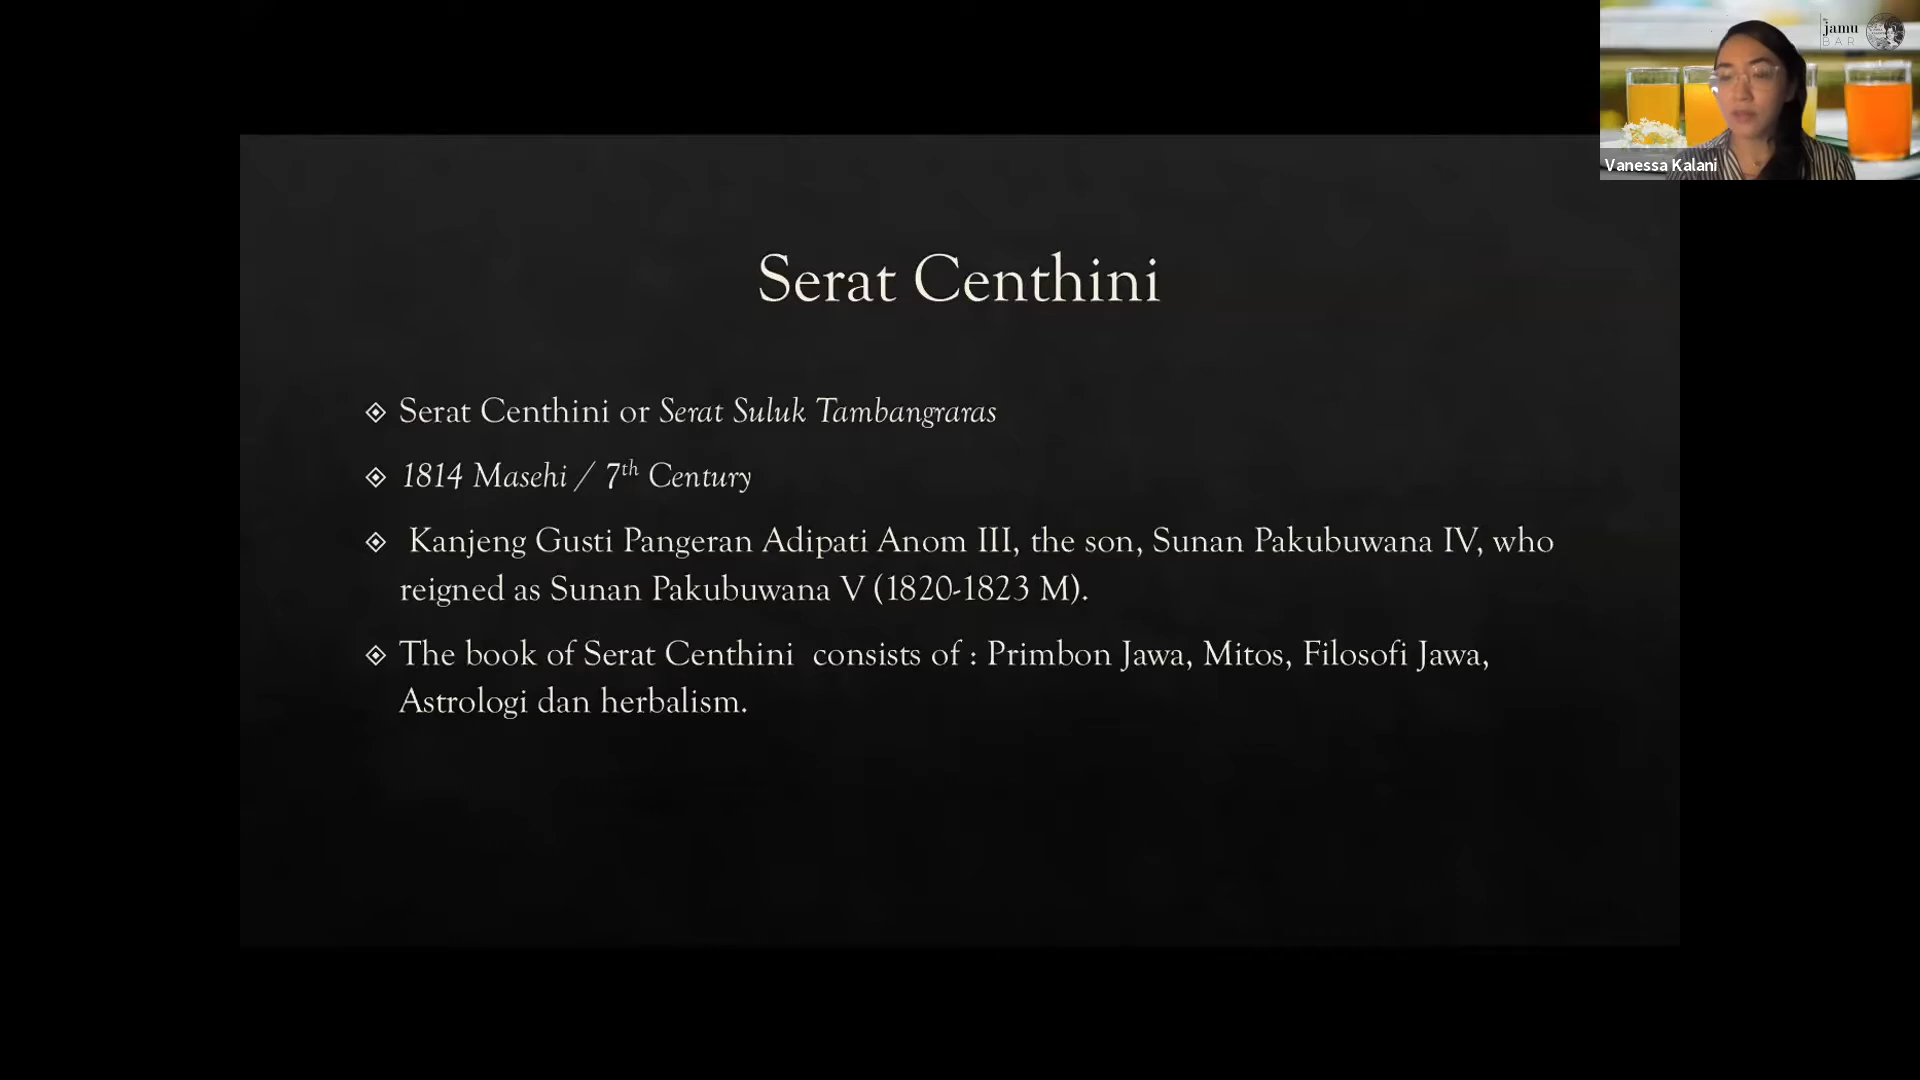 jamu
BAR
Vanessa Kalani
Serat Centhini
Serat Centhini or Serat Suluk Tambangraras
1814 Masehi / 7th Century
Kanjeng Gusti Pangeran Adipati Anom III, the son, Sunan Pakubuwana IV, who
reigned as Sunan Pakubuwana V (1820-1823 M).
The book of Serat Centhini consists of : Primbon Jawa, Mitos, Filosofi Jawa,
Astrologi dan herbalism.